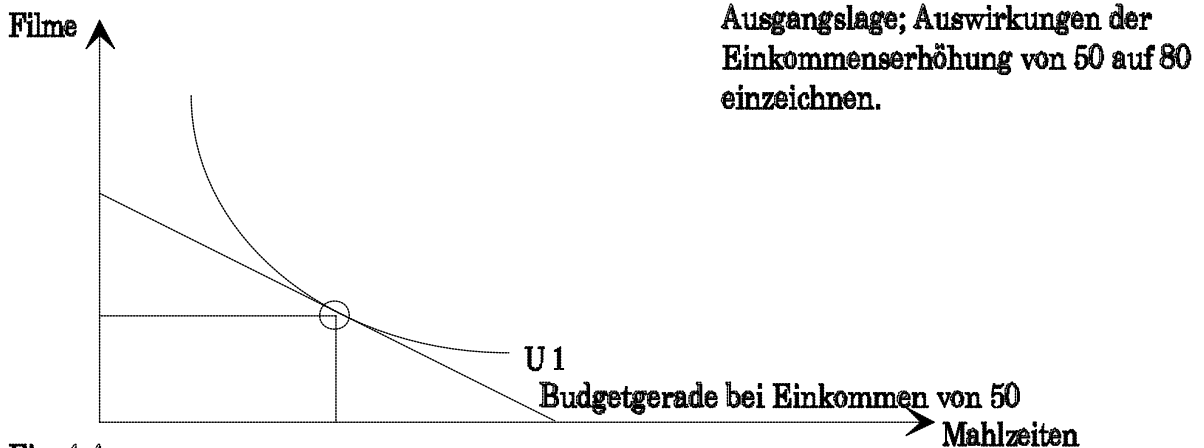 Filme
Ausgangslage; Auswirkungen der
Einkommenserhöhung von 50 auf 80
einzeichnen.
U 1
Budgetgerade bei Einkommen von 50
Mahlzeiten